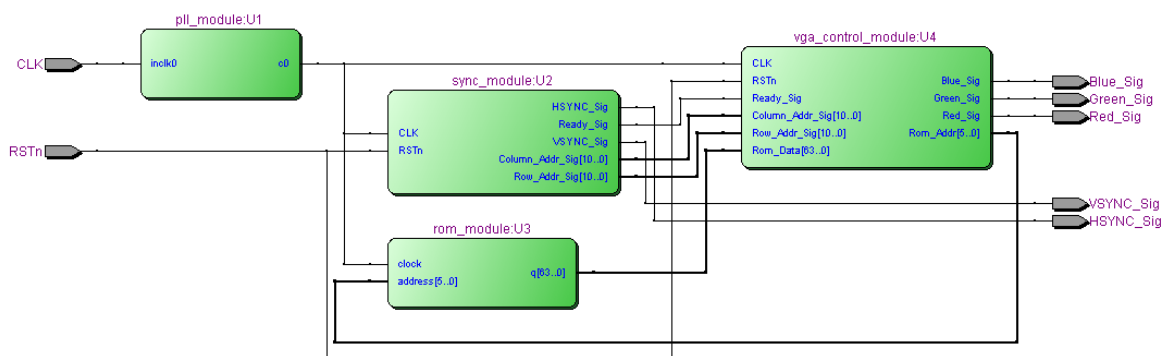 pll_module:U1
CLK
inclk0
c0
RSTn
sync_module:U2
CLK
RSTn
HSYNC_Sig
Ready_Sig
VSYNC_Sig
Column_Addr_Sig[10..0]
Row_Addr_Sig[10..0]
rom_module:U3
clock
address[5..0]
q[63..0]
vga_control_module:U4
CLK
RSTn
Ready_Sig
Column_Addr_Sig[10..0]
Row_Addr_Sig[10..0]
Rom_Data[63..0]
Blue_Sig
Green_Sig
Red_Sig
Rom_Addr[5..0]
Blue_Sig
Green_Sig
Red_Sig
VSYNC_Sig
HSYNC_Sig